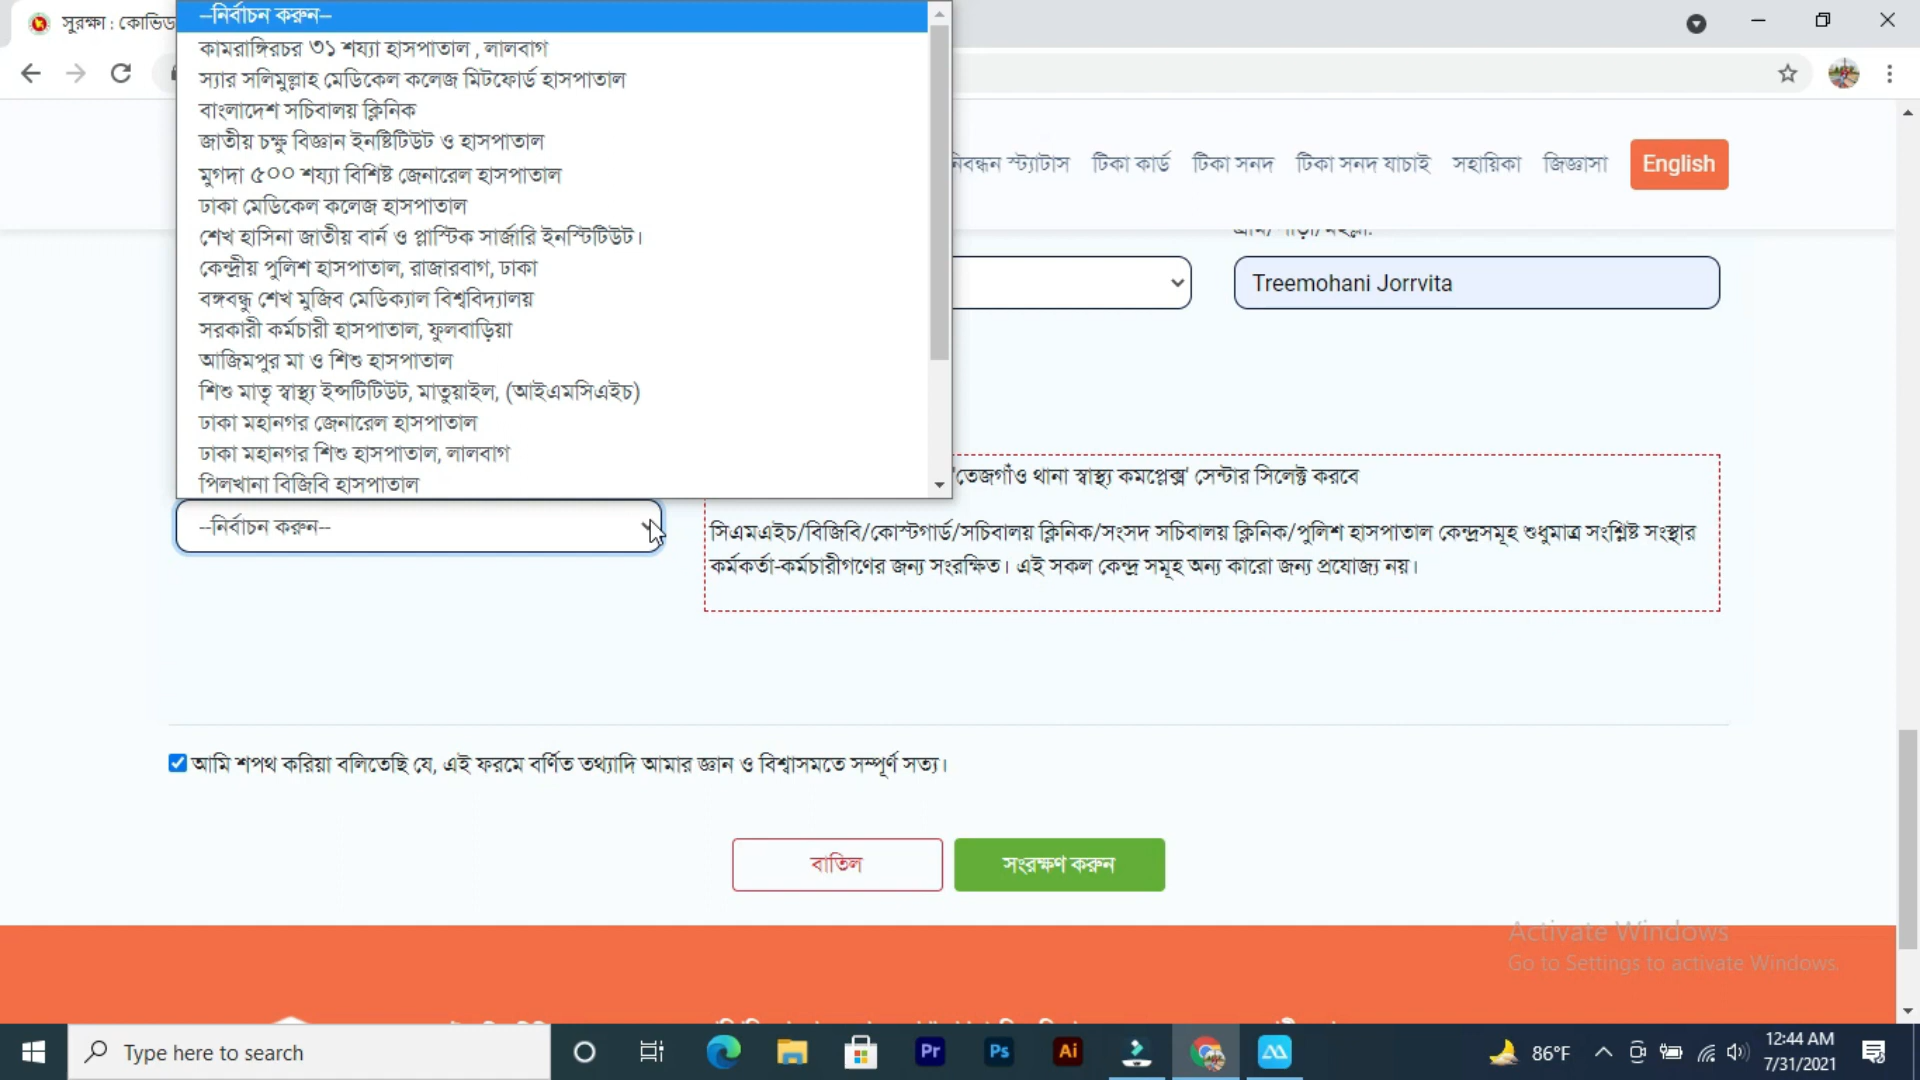 সুরক্ষা : কোভিড
--নির্বাচন করুন--
কামরাঙ্গিরচর ৩১ শয্যা হাসপাতাল , লালবাগ
স্যার সলিমুল্লাহ মেডিকেল কলেজ মিটফোর্ড হাসপাতাল
বাংলাদেশ সচিবালয় ক্লিনিক
জাতীয় চক্ষু বিজ্ঞান ইনষ্টিটিউট ও হাসপাতাল
মুগদা ৫০০ শয্যা বিশিষ্ট জেনারেল হাসপাতাল
ঢাকা মেডিকেল কলেজ হাসপাতাল
শেখ হাসিনা জাতীয় বার্ন ও প্লাস্টিক সার্জারি ইনস্টিটিউট।
কেন্দ্রীয় পুলিশ হাসপাতাল, রাজারবাগ, ঢাকা
বঙ্গবন্ধু শেখ মুজিব মেডিক্যাল বিশ্ববিদ্যালয়
সরকারী কর্মচারী হাসপাতাল, ফুলবাড়িয়া
আজিমপুর মা ও শিশু হাসপাতাল
শিশু মাতৃ স্বাস্থ্য ইন্সটিটিউট, মাতুয়াইল, (আইএমসিএইচ)
ঢাকা মহানগর জেনারেল হাসপাতাল
ঢাকা মহানগর শিশু হাসপাতাল, লালবাগ
পিলখানা বিজিবি হাসপাতাল
স্ট্যাটাস টিকা কার্ড টিকা সনদ টিকা সনদ যাচাই সহায়িকা জিজ্ঞাসা English
Treemohani Jorrvita
--নির্বাচন করুন--
'তেজগাঁও থানা স্বাস্থ্য কমপ্লেক্স' সেন্টার সিলেক্ট করবে
সিএমএইচ/বিজিবি/কোস্টগার্ড/সচিবালয় ক্লিনিক/সংসদ সচিবালয় ক্লিনিক/পুলিশ হাসপাতাল কেন্দ্রসমূহ শুধুমাত্র সংশ্লিষ্ট সংস্থার
কর্মকর্তা-কর্মচারীগণের জন্য সংরক্ষিত। এই সকল কেন্দ্র সমূহ অন্য কারো জন্য প্রযোজ্য নয়।
আমি শপথ করিয়া বলিতেছি যে, এই ফরমে বর্ণিত তথ্যাদি আমার জ্ঞান ও বিশ্বাসমতে সম্পূর্ণ সত্য।
বাতিল সংরক্ষণ করুন
Activate Windows
Go to Settings to activate Windows.
Type here to search
Pr Ps Ai
86°F
12:44 AM
7/31/2021